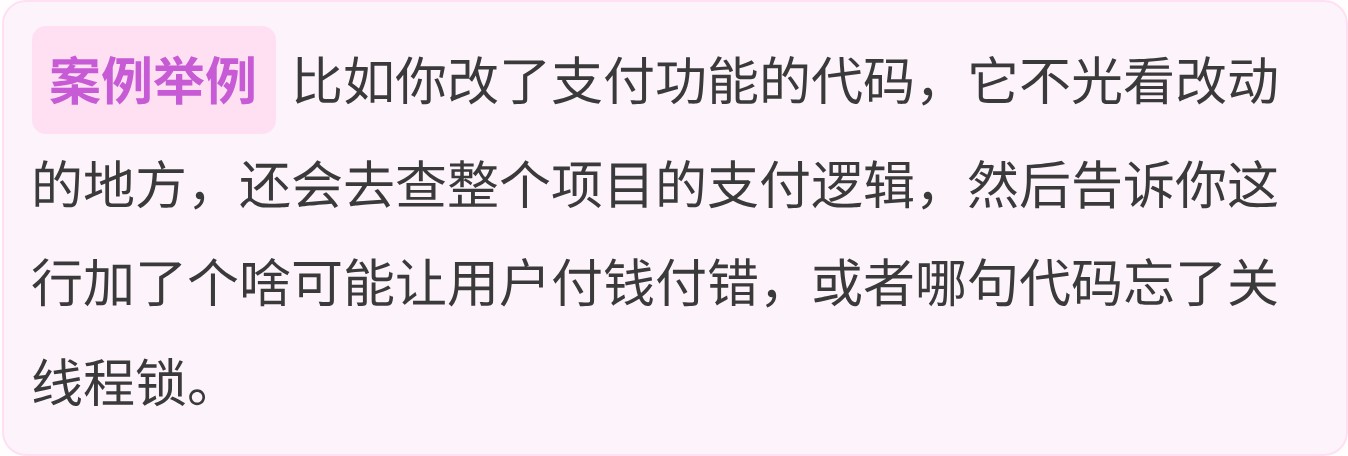 案例举例 比如你改了支付功能的代码，它不光看改动
的地方，还会去查整个项目的支付逻辑，然后告诉你这
行加了个啥可能让用户付钱付错，或者哪句代码忘了关
线程锁。